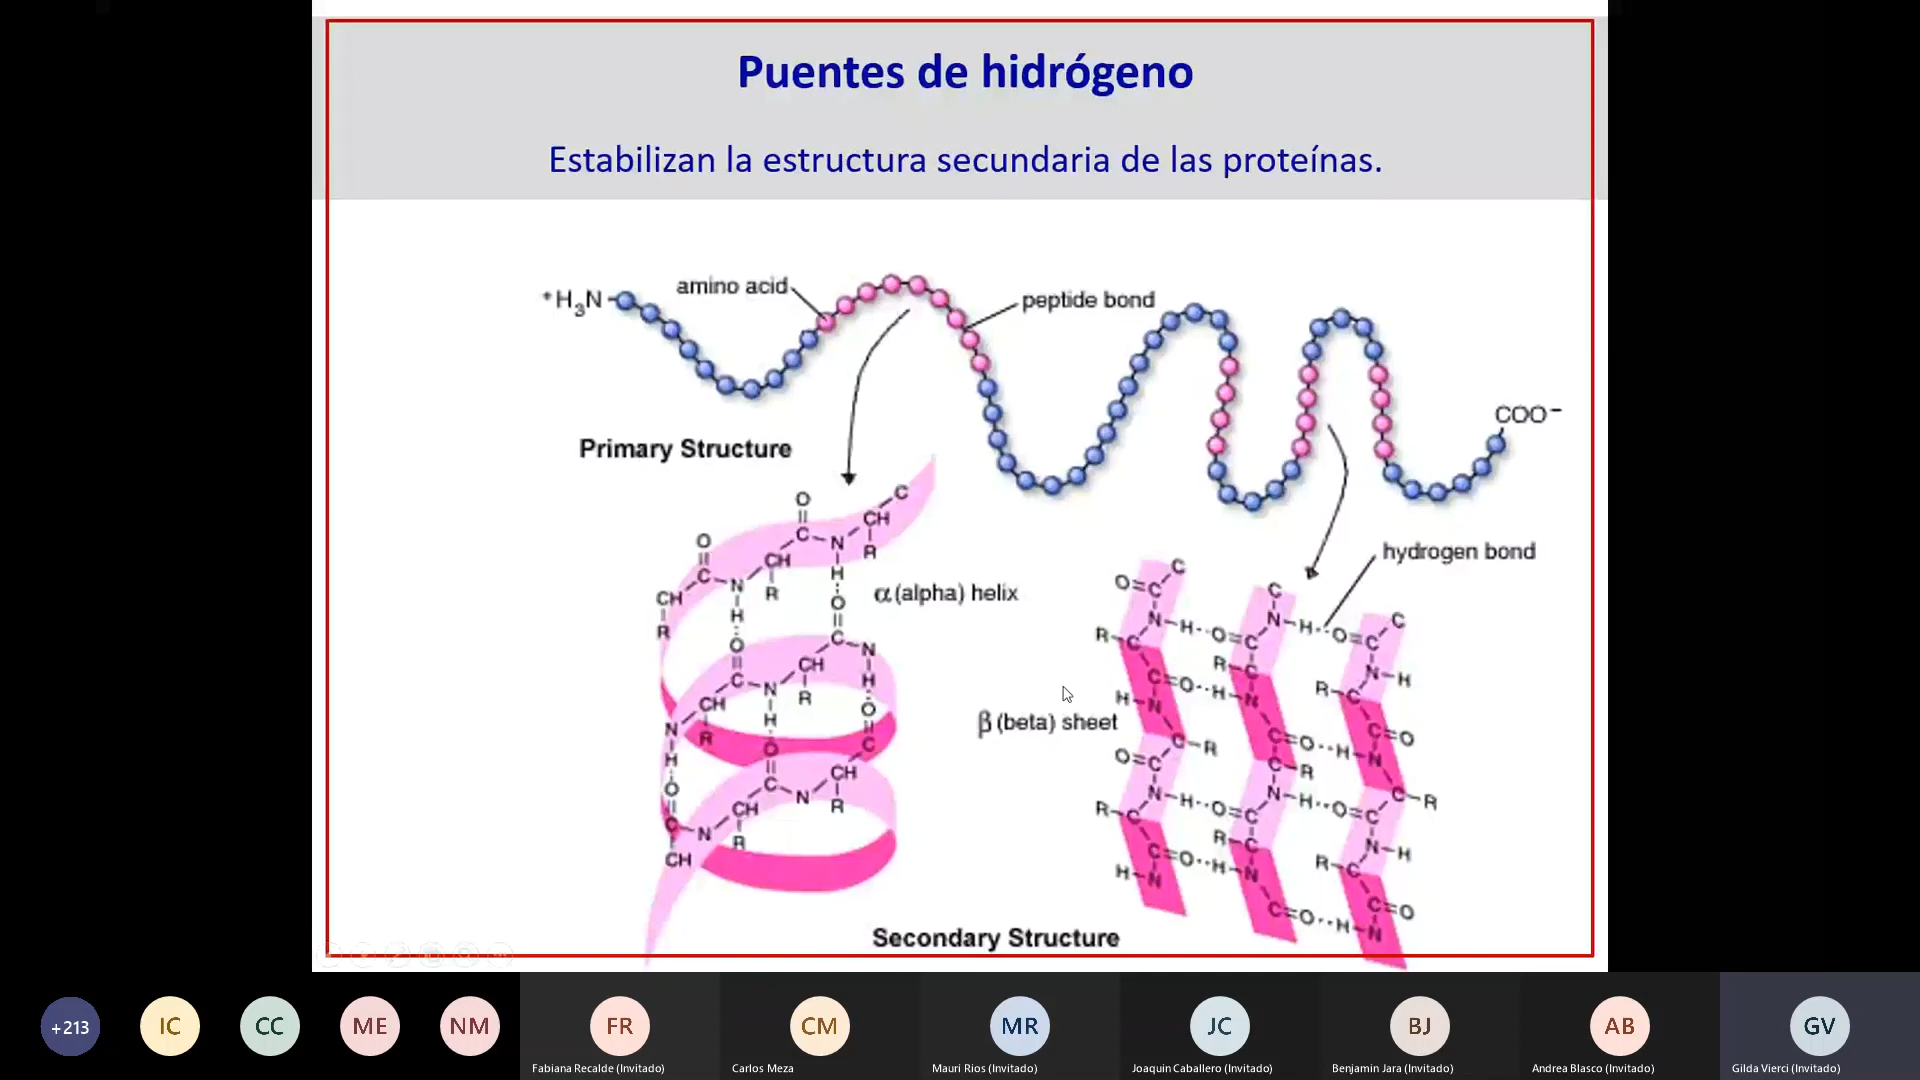 Puentes de hidrógeno
Estabilizan la estructura secundaria de las proteínas.
amino acid
+H3N
peptide bond
COO−
Primary Structure
hydrogen bond
α (alpha) helix
β (beta) sheet
Secondary Structure
+213
IC
CC
ME
NM
FR
CM
MR
JC
BJ
AB
GV
Fabiana Recalde (Invitado)
Carlos Meza
Mauri Rios (Invitado)
Joaquin Caballero (Invitado)
Benjamin Jara (Invitado)
Andrea Blasco (Invitado)
Gilda Vierci (Invitado)